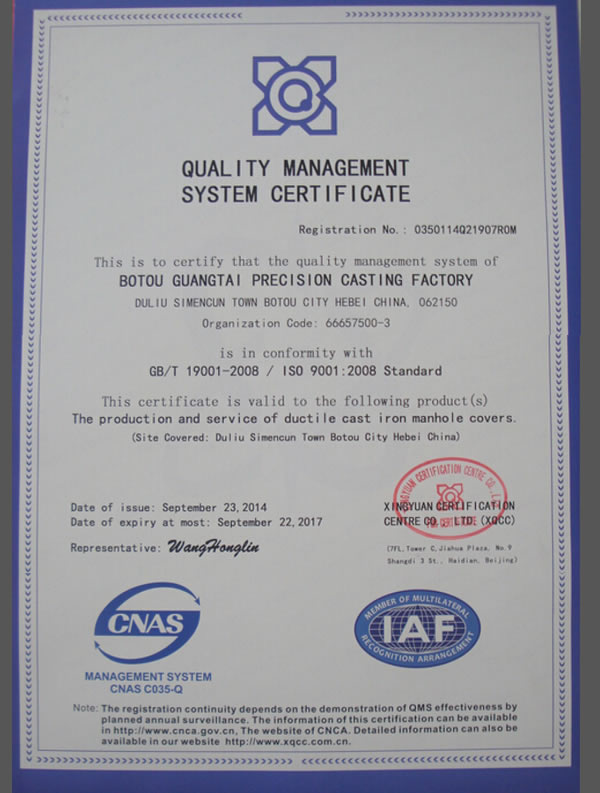 QUALITY MANAGEMENT
SYSTEM CERTIFICATE
Registration No.: 0350114Q21907R0M
This is to certify that the quality management system of
BOTOU GUANGTAI PRECISION CASTING FACTORY
DULIU SIMENCUN TOWN BOTOU CITY HEBEI CHINA, 062150
Organization Code: 66657500-3
is in conformity with
GB/T 19001-2008 / ISO 9001:2008 Standard
This certificate is valid to the following product(s)
The production and service of ductile cast iron manhole covers.
(Site Covered: Duliu Simencun Town Botou City Hebei China)
Date of issue: September 23,2014
Date of expiry at most: September 22,2017
Representative: WangHonglin
XINGYUAN CERTIFICATION CENTRE CO.,
XINGYUAN CERTIFICATION
CENTRE CO., LTD.(XQCC)
(7FL,Tower C,Jiahua Plaza, No.9
Shangdi 3 St., Haidian, Beijing)
CNAS
MANAGEMENT SYSTEM
CNAS C035-Q
MEMBER OF MULTILATERAL
IAF
RECOGNITION ARRANGEMENT
Note: The registration continuity depends on the demonstration of QMS effectiveness by
planned annual surveillance. The information of this certification can be available
in http://www.cnca.gov.cn, The website of CNCA. Detailed information can also be
available in our website http://www.xqcc.com.cn.